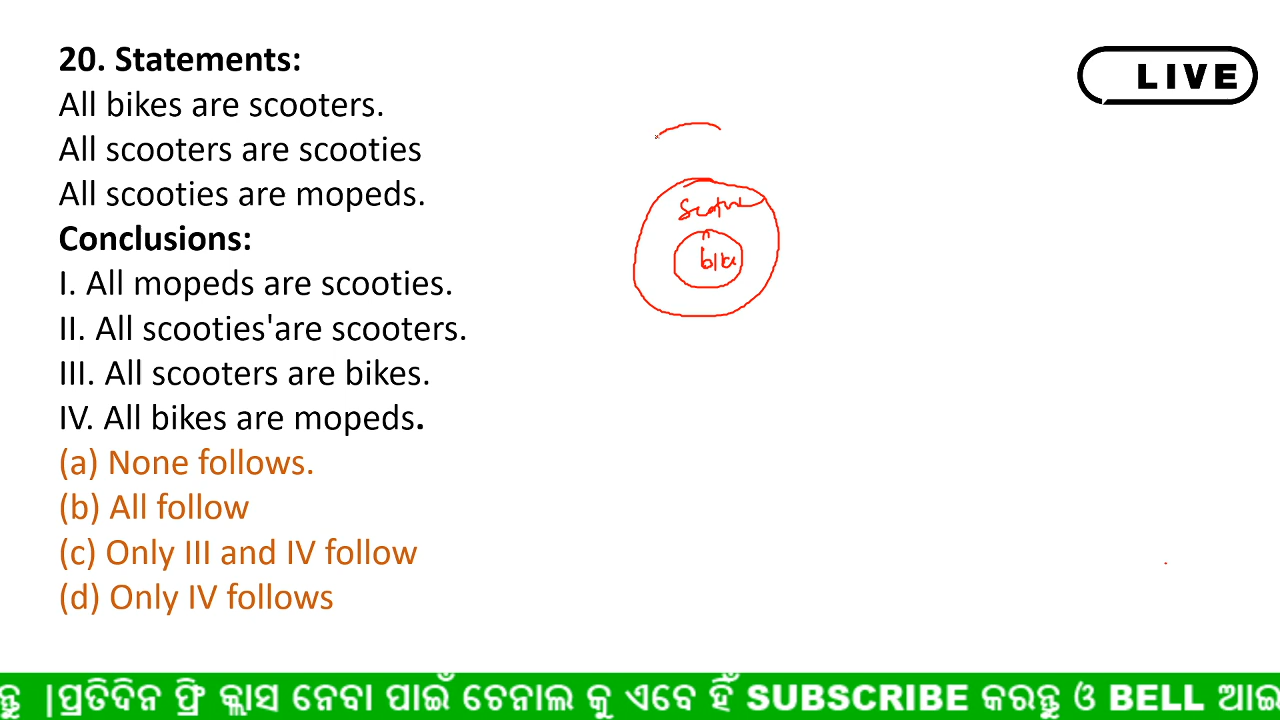 20. Statements:
All bikes are scooters.
All scooters are scooties
All scooties are mopeds.
Conclusions:
I. All mopeds are scooties.
II. All scooties'are scooters.
III. All scooters are bikes.
IV. All bikes are mopeds.
(a) None follows.
(b) All follow
(c) Only III and IV follow
(d) Only IV follows
LIVE
ପ୍ରତିଦିନ ଫ୍ରି କ୍ଲାସ ନେବା ପାଇଁ ଚେନାଲ କୁ ଏବେ ହିଁ SUBSCRIBE କରନ୍ତୁ ଓ BELL ଆଇ